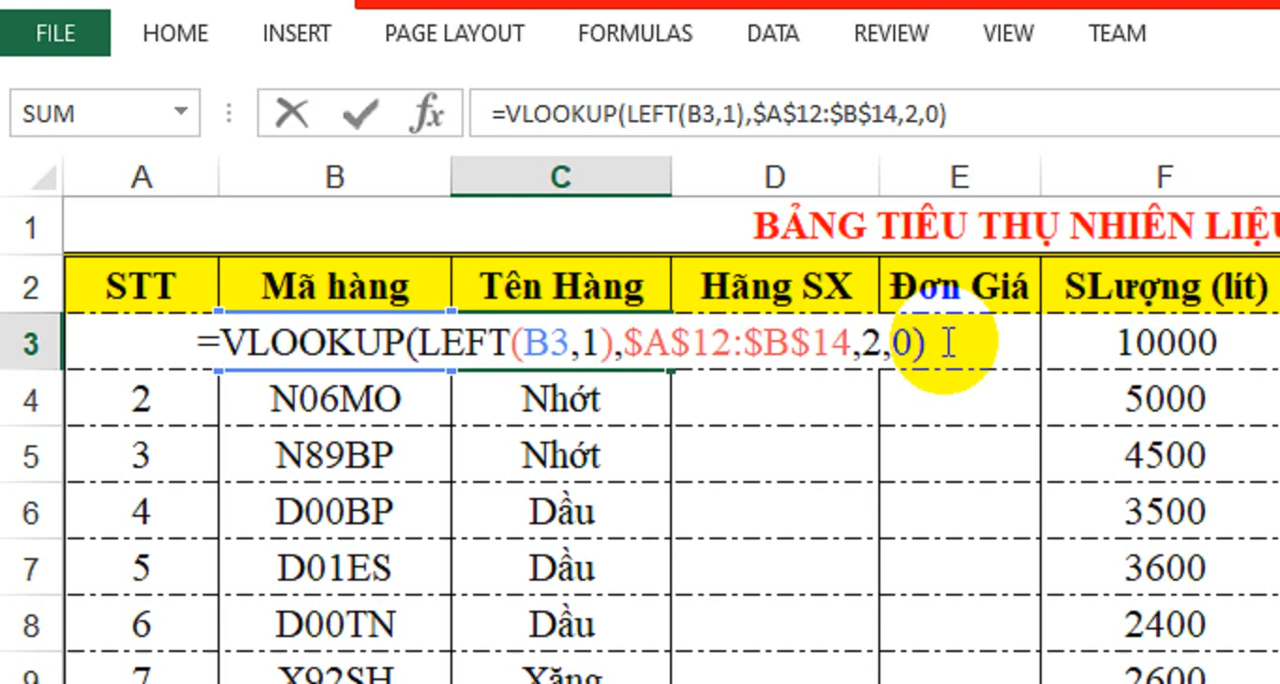 FILE HOME INSERT PAGE LAYOUT FORMULAS DATA REVIEW VIEW TEAM
SUM fx =VLOOKUP(LEFT(B3,1),$A$12:$B$14,2,0)
A B C D E F
1 BẢNG TIÊU THỤ NHIÊN LIỆU
2 STT Mã hàng Tên Hàng Hãng SX Đơn Giá SLượng (lít)
3 =VLOOKUP(LEFT(B3,1),$A$12:$B$14,2,0) 10000
4 2 N06MO Nhớt 5000
5 3 N89BP Nhớt 4500
6 4 D00BP Dầu 3500
7 5 D01ES Dầu 3600
8 6 D00TN Dầu 2400
9 7 X92SH Xăng 2600